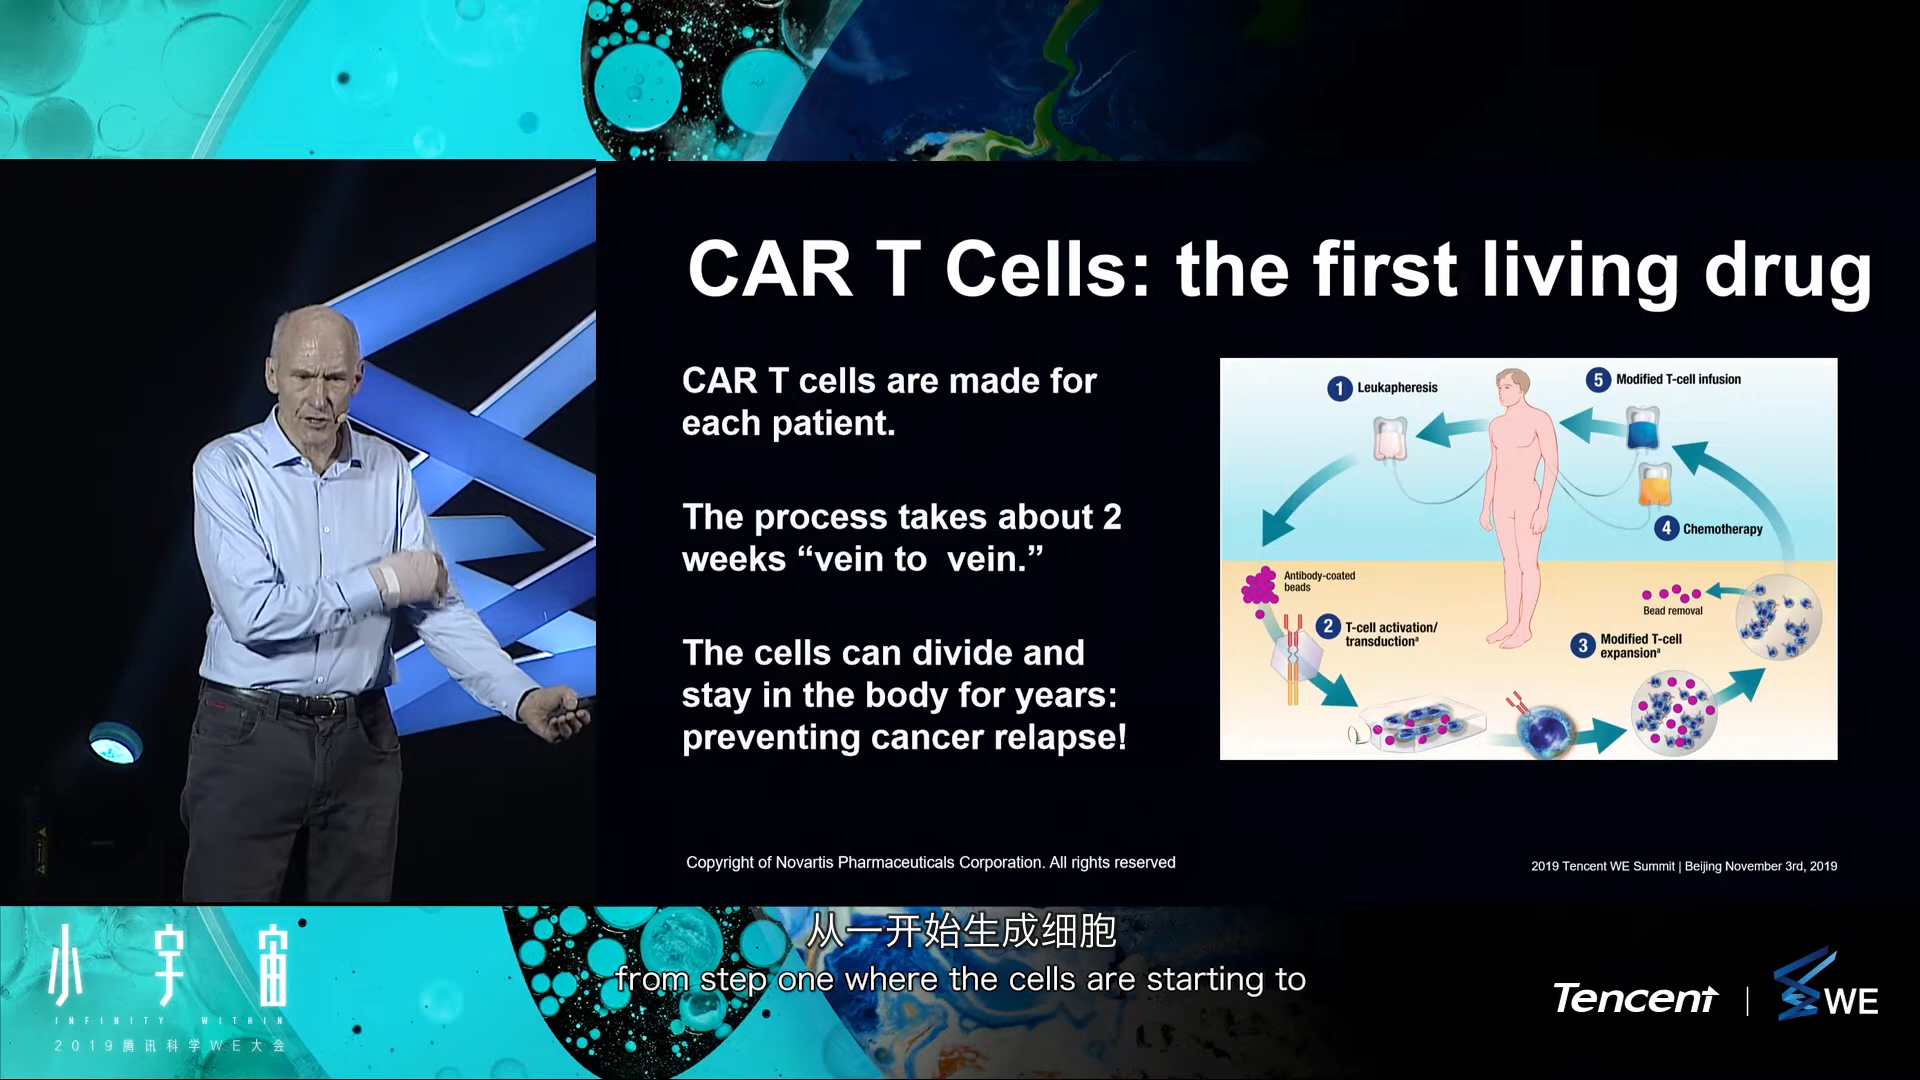 CAR T Cells: the first living drug
CAR T cells are made for
each patient.
The process takes about 2
weeks “vein to  vein.”
The cells can divide and
stay in the body for years:
preventing cancer relapse!
1 Leukapheresis
5 Modified T-cell infusion
4 Chemotherapy
Antibody-coated
beads
2 T-cell activation/
transductionª
Bead removal
3 Modified T-cell
expansionª
Copyright of Novartis Pharmaceuticals Corporation. All rights reserved
2019 Tencent WE Summit | Beijing November 3rd, 2019
从一开始生成细胞
from step one where the cells are starting to
小宇宙
INFINITY WITHIN
2019腾讯科学WE大会
Tencent | WE